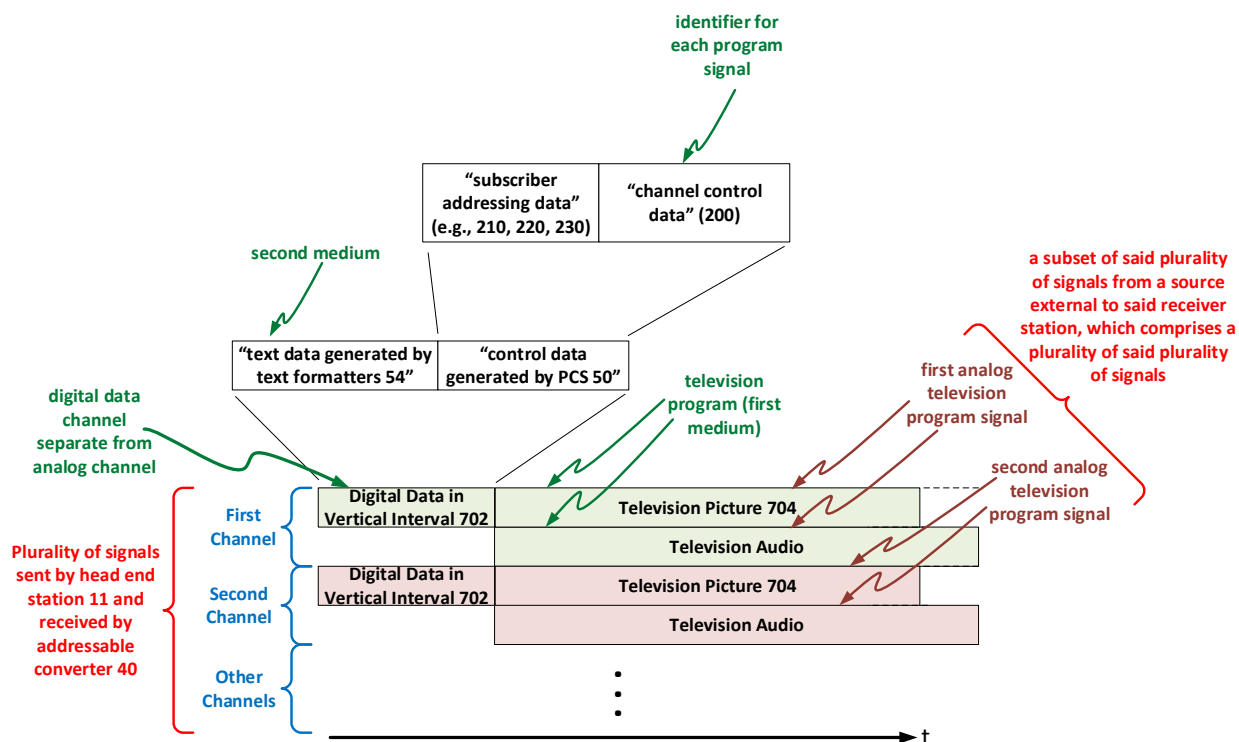 identifier for
each program
signal
“subscriber
addressing data”
(e.g., 210, 220, 230)
“channel control
data” (200)
second medium
a subset of said plurality
of signals from a source
external to said receiver
station, which comprises a
plurality of said plurality
of signals
“text data generated by
text formatters 54”
“control data
generated by PCS 50”
television
program (first
medium)
first analog
television
program signal
digital data
channel
separate from
analog channel
second analog
television
program signal
Plurality of signals
sent by head end
station 11 and
received by
addressable
converter 40
First
Channel
Digital Data in
Vertical Interval 702
Television Picture 704
Television Audio
Second
Channel
Digital Data in
Vertical Interval 702
Television Picture 704
Television Audio
Other
Channels
t